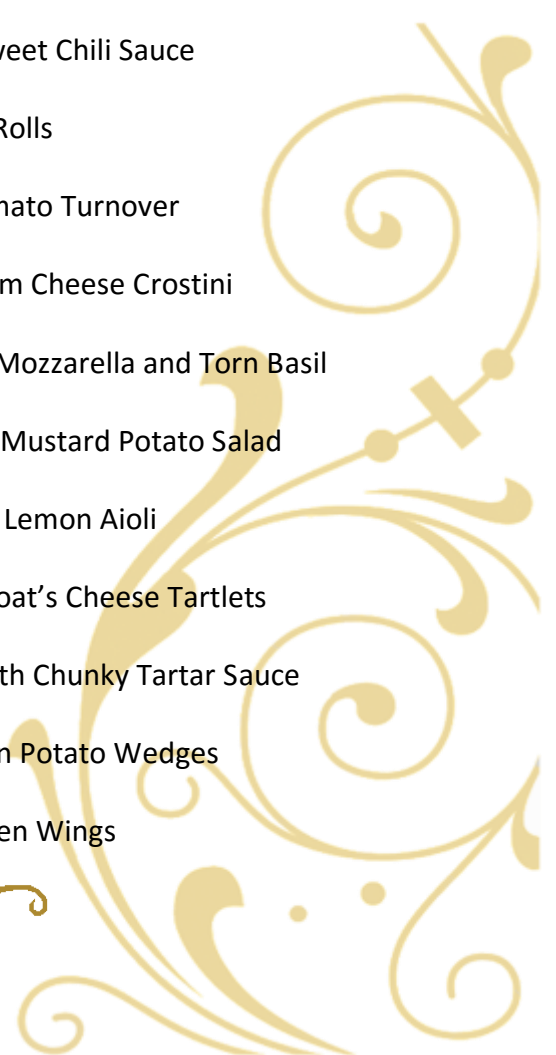 weet Chili Sauce
Rolls
mato Turnover
m Cheese Crostini
Mozzarella and Torn Basil
Mustard Potato Salad
Lemon Aioli
oat’s Cheese Tartlets
th Chunky Tartar Sauce
n Potato Wedges
en Wings